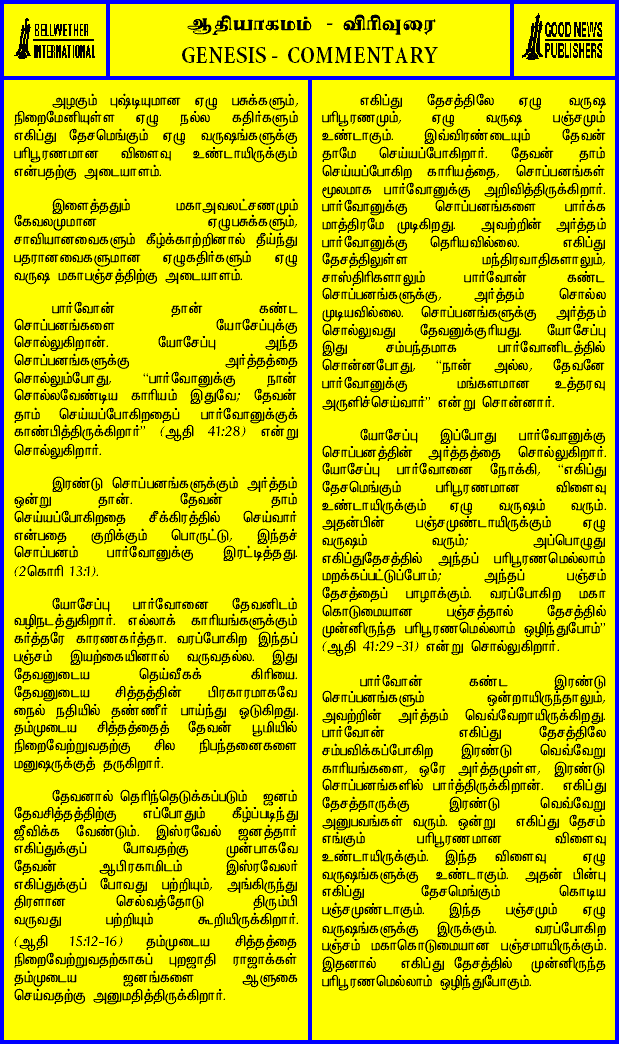 BELLWETHER
INTERNATIONAL
ஆதியாகமம் - விரிவுரை
GENESIS - COMMENTARY
GOOD NEWS
PUBLISHERS
அழகும் புஷ்டியுமான ஏழு பசுக்களும்,
நிறைமேனியுள்ள ஏழு நல்ல கதிர்களும்
எகிப்து தேசமெங்கும் ஏழு வருஷங்களுக்கு
பரிபூரணமான விளைவு உண்டாயிருக்கும்
என்பதற்கு அடையாளம்.
இளைத்ததும் மகாஅவலட்சணமும்
கேவலமுமான ஏழுபசுக்களும்,
சாவியானவைகளும் கீழ்க்காற்றினால் தீய்ந்து
பதரானவைகளுமான ஏழுகதிர்களும் ஏழு
வருஷ மகாபஞ்சத்திற்கு அடையாளம்.
பார்வோன் தான் கண்ட
சொப்பனங்களை யோசேப்புக்கு
சொல்லுகிறான். யோசேப்பு அந்த
சொப்பனங்களுக்கு அர்த்தத்தை
சொல்லும்போது, “பார்வோனுக்கு நான்
சொல்லவேண்டிய காரியம் இதுவே; தேவன்
தாம் செய்யப்போகிறதைப் பார்வோனுக்குக்
காண்பித்திருக்கிறார்” (ஆதி 41:28) என்று
சொல்லுகிறார்.
இரண்டு சொப்பனங்களுக்கும் அர்த்தம்
ஒன்று தான். தேவன் தாம்
செய்யப்போகிறதை சீக்கிரத்தில் செய்வார்
என்பதை குறிக்கும் பொருட்டு, இந்தச்
சொப்பனம் பார்வோனுக்கு இரட்டித்தது.
(2கொரி 13:1).
யோசேப்பு பார்வோனை தேவனிடம்
வழிநடத்துகிறார். எல்லாக் காரியங்களுக்கும்
கர்த்தரே காரணகர்த்தா. வரப்போகிற இந்தப்
பஞ்சம் இயற்கையினால் வருவதல்ல. இது
தேவனுடைய தெய்வீகக் கிரியை.
தேவனுடைய சித்தத்தின் பிரகாரமாகவே
நைல் நதியில் தண்ணீர் பாய்ந்து ஓடுகிறது.
தம்முடைய சித்தத்தைத் தேவன் பூமியில்
நிறைவேற்றுவதற்கு சில நிபந்தனைகளை
மனுஷருக்குத் தருகிறார்.
தேவனால் தெரிந்தெடுக்கப்படும் ஜனம்
தேவசித்தத்திற்கு எப்போதும் கீழ்ப்படிந்து
ஜீவிக்க வேண்டும். இஸ்ரவேல் ஜனத்தார்
எகிப்துக்குப் போவதற்கு முன்பாகவே
தேவன் ஆபிரகாமிடம் இஸ்ரவேலர்
எகிப்துக்குப் போவது பற்றியும், அங்கிருந்து
திரளான செல்வத்தோடு திரும்பி
வருவது பற்றியும் கூறியிருக்கிறார்.
(ஆதி 15:12-16) தம்முடைய சித்தத்தை
நிறைவேற்றுவதற்காகப் புறஜாதி ராஜாக்கள்
தம்முடைய ஜனங்களை ஆளுகை
செய்வதற்கு அனுமதித்திருக்கிறார்.
எகிப்து தேசத்திலே ஏழு வருஷ
பரிபூரணமும், ஏழு வருஷ பஞ்சமும்
உண்டாகும். இவ்விரண்டையும் தேவன்
தாமே செய்யப்போகிறார். தேவன் தாம்
செய்யப்போகிற காரியத்தை, சொப்பனங்கள்
மூலமாக பார்வோனுக்கு அறிவித்திருக்கிறார்.
பார்வோனுக்கு சொப்பனங்களை பார்க்க
மாத்திரமே முடிகிறது. அவற்றின் அர்த்தம்
பார்வோனுக்கு தெரியவில்லை. எகிப்து
தேசத்திலுள்ள மந்திரவாதிகளாலும்,
சாஸ்திரிகளாலும் பார்வோன் கண்ட
சொப்பனங்களுக்கு, அர்த்தம் சொல்ல
முடியவில்லை. சொப்பனங்களுக்கு அர்த்தம்
சொல்லுவது தேவனுக்குரியது. யோசேப்பு
இது சம்பந்தமாக பார்வோனிடத்தில்
சொன்னபோது, “நான் அல்ல, தேவனே
பார்வோனுக்கு மங்களமான உத்தரவு
அருளிச்செய்வார்” என்று சொன்னார்.
யோசேப்பு இப்போது பார்வோனுக்கு
சொப்பனத்தின் அர்த்தத்தை சொல்லுகிறார்.
யோசேப்பு பார்வோனை நோக்கி, “எகிப்து
தேசமெங்கும் பரிபூரணமான விளைவு
உண்டாயிருக்கும் ஏழு வருஷம் வரும்.
அதன்பின் பஞ்சமுண்டாயிருக்கும் ஏழு
வருஷம் வரும்; அப்பொழுது
எகிப்துதேசத்தில் அந்தப் பரிபூரணமெல்லாம்
மறக்கப்பட்டுப்போம்; அந்தப் பஞ்சம்
தேசத்தைப் பாழாக்கும். வரப்போகிற மகா
கொடுமையான பஞ்சத்தால் தேசத்தில்
முன்னிருந்த பரிபூரணமெல்லாம் ஒழிந்துபோம்”
(ஆதி 41:29-31) என்று சொல்லுகிறார்.
பார்வோன் கண்ட இரண்டு
சொப்பனங்களும் ஒன்றாயிருந்தாலும்,
அவற்றின் அர்த்தம் வெவ்வேறாயிருக்கிறது.
பார்வோன் எகிப்து தேசத்திலே
சம்பவிக்கப்போகிற இரண்டு வெவ்வேறு
காரியங்களை, ஒரே அர்த்தமுள்ள, இரண்டு
சொப்பனங்களில் பார்த்திருக்கிறான். எகிப்து
தேசத்தாருக்கு இரண்டு வெவ்வேறு
அனுபவங்கள் வரும். ஒன்று எகிப்து தேசம்
எங்கும் பரிபூரணமான விளைவு
உண்டாயிருக்கும். இந்த விளைவு ஏழு
வருஷங்களுக்கு உண்டாகும். அதன் பின்பு
எகிப்து தேசமெங்கும் கொடிய
பஞ்சமுண்டாகும். இந்த பஞ்சமும் ஏழு
வருஷங்களுக்கு இருக்கும். வரப்போகிற
பஞ்சம் மகாகொடுமையான பஞ்சமாயிருக்கும்.
இதனால் எகிப்து தேசத்தில் முன்னிருந்த
பரிபூரணமெல்லாம் ஒழிந்துபோகும்.